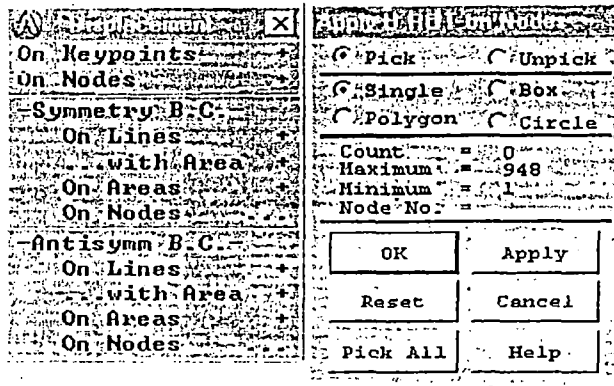 Displacement
On Keypoints +
On Nodes +
-Symmetry B.C.-
On Lines +
...with Area +
On Areas +
On Nodes ...
-Antisymm B.C.-
On Lines +
...with Area +
On Areas +
On Nodes ...
Apply U,ROT on Nodes
Pick Unpick
Single Box
Polygon Circle
Count = 0
Maximum = 948
Minimum = 1
Node No. =
OK Apply
Reset Cancel
Pick All Help